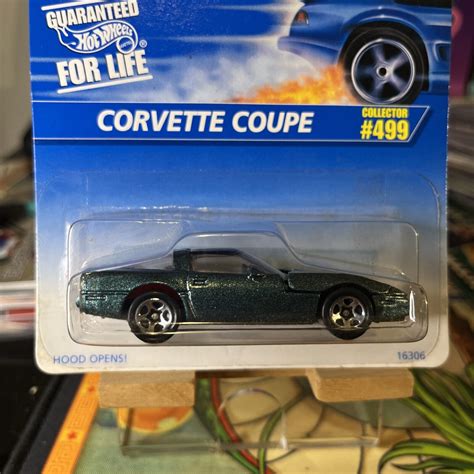 GUARANTEED
Hot Wheels
FOR LIFE
CORVETTE COUPE
COLLECTOR
#499
HOOD OPENS!
16306